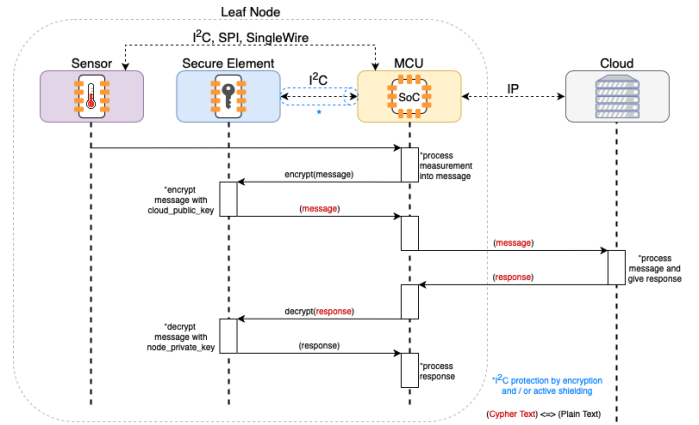 Leaf Node
I²C, SPI, SingleWire
Sensor
Secure Element
MCU
Cloud
I²C
*
SoC
IP
*process
measurement
into message
encrypt(message)
*encrypt
message with
cloud_public_key
(message)
(message)
*process
message and
give response
(response)
decrypt(response)
*decrypt
message with
node_private_key
(response)
*process
response
*I²C protection by encryption
and / or active shielding
(Cypher Text) <=> (Plain Text)